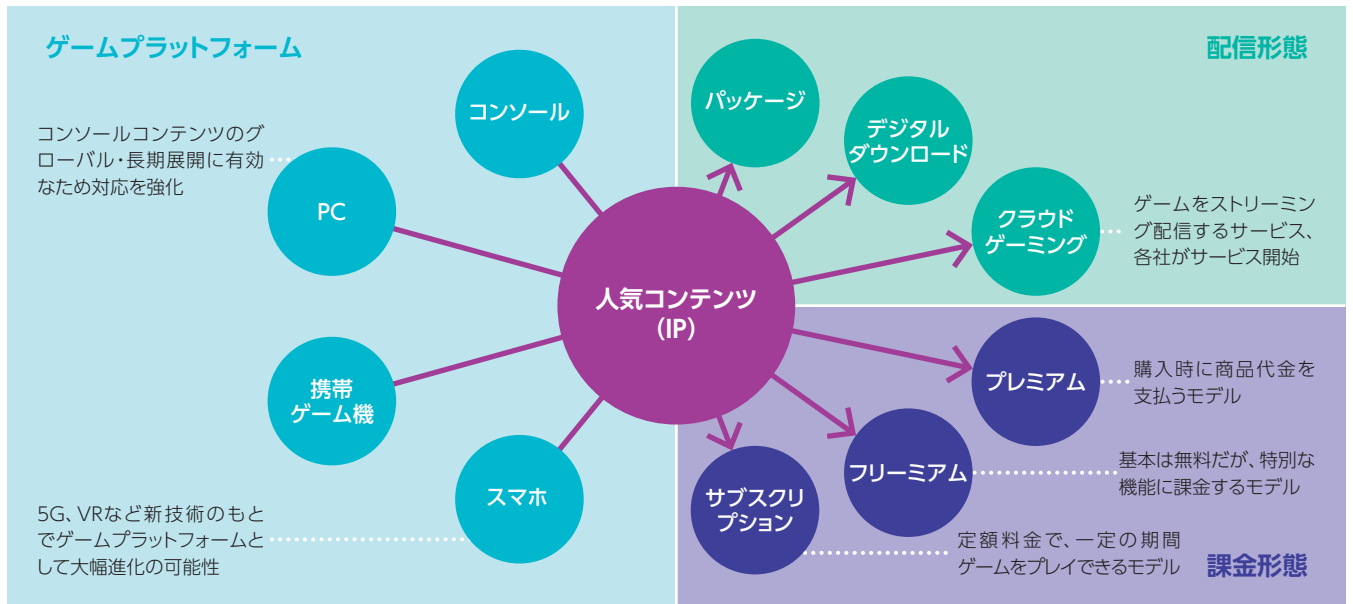 ゲームプラットフォーム
コンソール
コンソールコンテンツのグ
ローバル・長期展開に有効
なため対応を強化
PC
携帯
ゲーム機
スマホ
5G、VRなど新技術のもと
でゲームプラットフォームと
して大幅進化の可能性
人気コンテンツ
(IP)
配信形態
パッケージ
デジタル
ダウンロード
クラウド
ゲーミング
ゲームをストリーミン
グ配信するサービス、
各社がサービス開始
プレミアム
購入時に商品代金を
支払うモデル
フリーミアム
基本は無料だが、特別な
機能に課金するモデル
サブスクリ
プション
定額料金で、一定の期間
ゲームをプレイできるモデル
課金形態